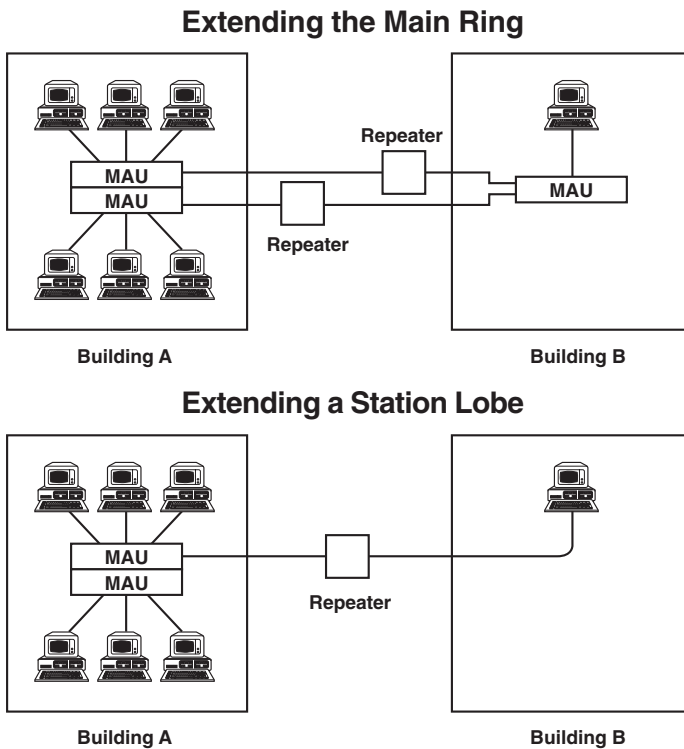 Extending the Main Ring
Repeater
MAU
MAU
MAU
Repeater
Building A
Building B
Extending a Station Lobe
MAU
MAU
Repeater
Building A
Building B